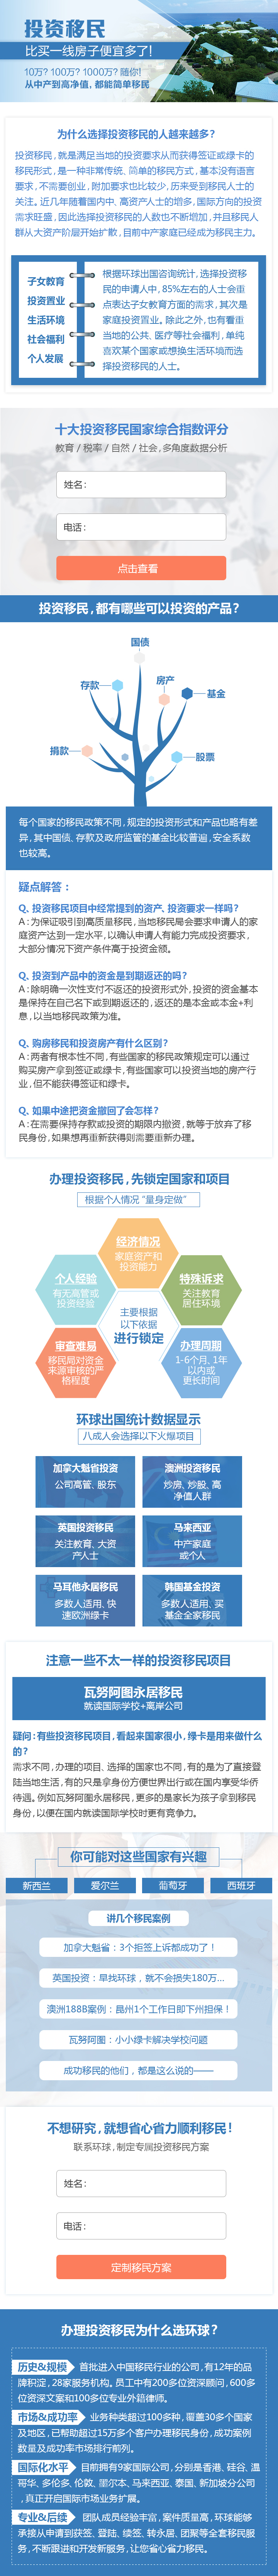 投资移民
比买一线房子便宜多了!
10万? 100万? 1000万? 随你!
从中产到高净值，都能简单移民
为什么选择投资移民的人越来越多?
投资移民，就是满足当地的投资要求从而获得签证或绿卡的
移民形式，是一种非常传统、简单的移民方式，基本没有语言
要求，不需要创业，附加要求也比较少，历来受到移民人士的
关注。近几年随着国内中、高资产人士的增多，国际方向的投资
需求旺盛，因此选择投资移民的人数也不断增加，并且移民人
群从大资产阶层开始扩散，目前中产家庭已经成为移民主力。
子女教育
投资置业
生活环境
社会福利
个人发展
根据环球出国咨询统计，选择投资移
民的申请人中，85%左右的人士会重
点表达子女教育方面的需求，其次是
家庭投资置业。除此之外，也有看重
当地的公共、医疗等社会福利，单纯
喜欢某个国家或想换生活环境而选
择投资移民的人士。
十大投资移民国家综合指数评分
教育 / 税率 / 自然 / 社会，多角度数据分析
姓名:
电话:
点击查看
投资移民，都有哪些可以投资的产品?
国债
存款
房产
基金
捐款
股票
每个国家的移民政策不同，规定的投资形式和产品也略有差
异，其中国债、存款及政府监管的基金比较普遍，安全系数
也较高。
疑点解答：
Q、投资移民项目中经常提到的资产、投资要求一样吗?
A：为保证吸引到高质量移民，当地移民局会要求申请人的家
庭资产达到一定水平，以确认申请人有能力完成投资要求，
大部分情况下资产条件高于投资金额。
Q、投资到产品中的资金是到期返还的吗?
A：除明确一次性支付不返还的投资形式外，投资的资金基本
是保持在自己名下或到期返还的，返还的是本金或本金+利
息，以当地移民政策为准。
Q、购房移民和投资房产有什么区别?
A：两者有根本性不同，有些国家的移民政策规定可以通过
购买房产拿到签证或绿卡，有些国家可以投资当地的房产行
业，但不能获得签证和绿卡。
Q、如果中途把资金撤回了会怎样?
A：在需要保持存款或投资的期限内撤资，就等于放弃了移
民身份，如果想再重新获得则需要重新办理。
办理投资移民，先锁定国家和项目
根据个人情况“量身定做”
经济情况
家庭资产和
投资能力
个人经验
有无高管或
投资经验
特殊诉求
关注教育
居住环境
主要根据
以下依据
进行锁定
审查难易
移民局对资金
来源审核的严
格程度
办理周期
1-6个月、1年
以内或
更长时间
环球出国统计数据显示
八成人会选择以下火爆项目
加拿大魁省投资
公司高管、股东
澳洲投资移民
炒房、炒股、高
净值人群
英国投资移民
关注教育、大资
产人士
马来西亚
中产家庭
或个人
马耳他永居移民
多数人适用、快
速欧洲绿卡
韩国基金投资
多数人适用、买
基金全家移民
注意一些不太一样的投资移民项目
瓦努阿图永居移民
就读国际学校+离岸公司
疑问：有些投资移民项目，看起来国家很小，绿卡是用来做什么
的?
需求不同，办理的项目、选择的国家也不同，有的是为了直接登
陆当地生活，有的只是拿身份方便世界出行或在国内享受华侨
待遇。例如瓦努阿图永居移民，更多的是家长为孩子拿到移民
身份，以便在国内就读国际学校时更有竞争力。
你可能对这些国家有兴趣
新西兰
爱尔兰
葡萄牙
西班牙
讲几个移民案例
加拿大魁省：3个拒签上诉都成功了！
英国投资：早找环球，就不会损失180万...
澳洲188B案例：昆州1个工作日即下州担保！
瓦努阿图：小小绿卡解决学校问题
成功移民的他们，都是这么说的——
不想研究，就想省心省力顺利移民！
联系环球，制定专属投资移民方案
姓名:
电话:
定制移民方案
办理投资移民为什么选环球?
历史&规模 首批进入中国移民行业的公司，有12年的品
牌积淀，28家服务机构。员工中有200多位资深顾问，600多
位资深文案和100多位专业外籍律师。
市场&成功率 业务种类超过100多种，覆盖30多个国家
及地区，已帮助超过15万多个客户办理移民身份，成功案例
数量及成功率市场排行前列。
国际化水平 目前拥有9家国际公司，分别是香港、硅谷、温
哥华、多伦多、伦敦、墨尔本、马来西亚、泰国、新加坡分公司
，真正开启国际市场业务扩展。
专业&后续 团队成员经验丰富，案件质量高，环球能够
承接从申请到获签、登陆、续签、转永居、团聚等全套移民服
务，不断跟进和开发新服务，让您省心省力移民。